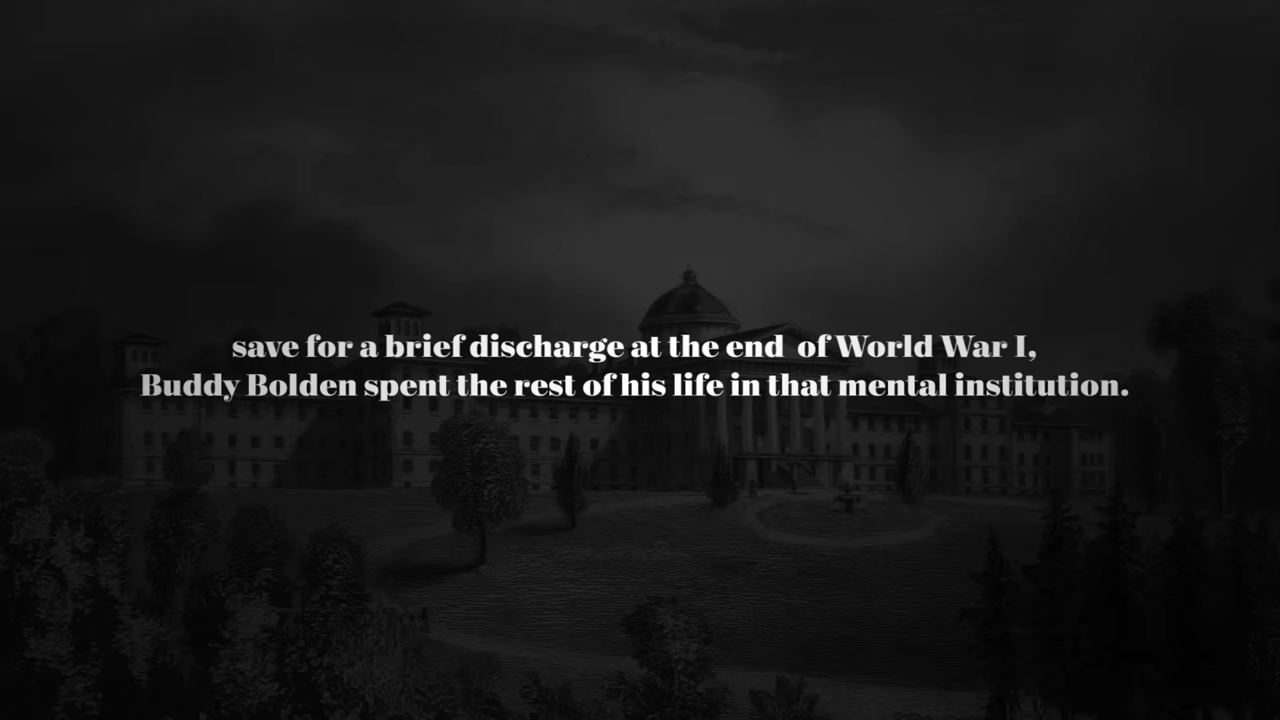 save for a brief discharge at the end  of World War I,
Buddy Bolden spent the rest of his life in that mental institution.